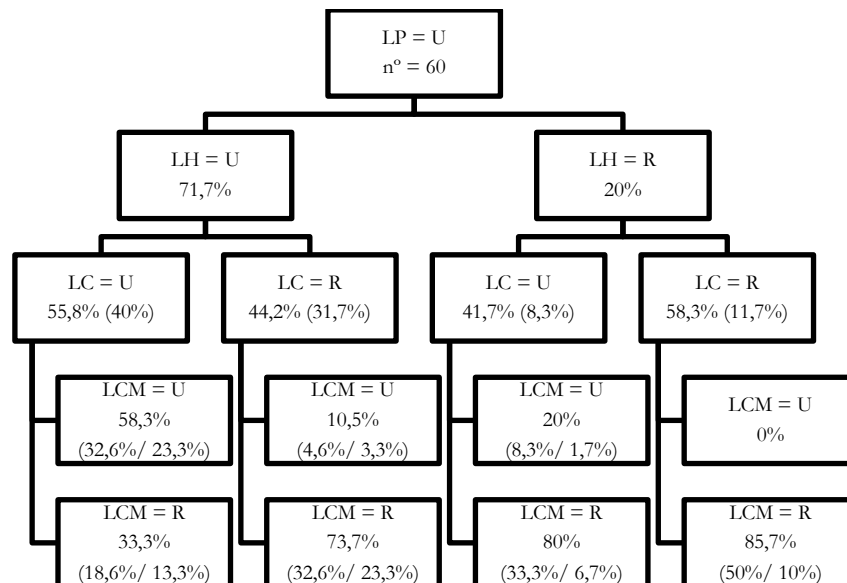 LP = U
nº = 60
LH = U
71,7%
LH = R
20%
LC = U
55,8% (40%)
LC = R
44,2% (31,7%)
LC = U
41,7% (8,3%)
LC = R
58,3% (11,7%)
LCM = U
58,3%
(32,6%/ 23,3%)
LCM = U
10,5%
(4,6%/ 3,3%)
LCM = U
20%
(8,3%/ 1,7%)
LCM = U
0%
LCM = R
33,3%
(18,6%/ 13,3%)
LCM = R
73,7%
(32,6%/ 23,3%)
LCM = R
80%
(33,3%/ 6,7%)
LCM = R
85,7%
(50%/ 10%)